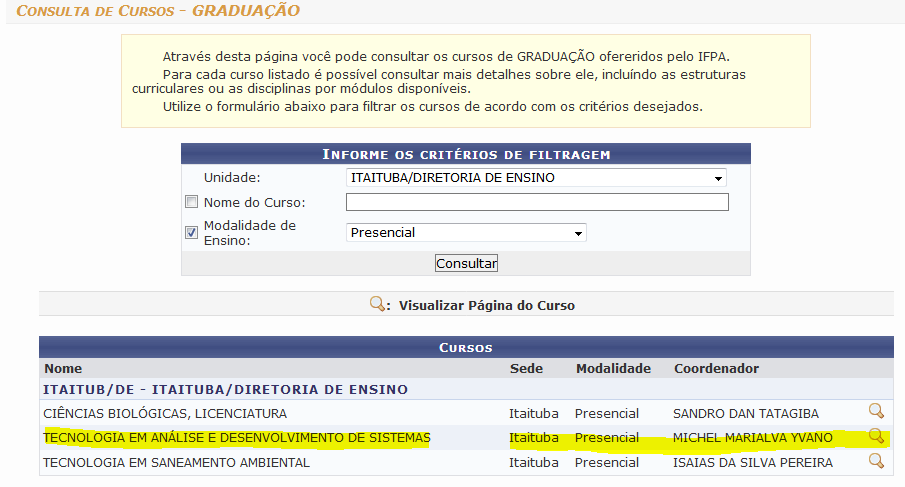 CONSULTA DE CURSOS - GRADUAÇÃO
Através desta página você pode consultar os cursos de GRADUAÇÃO ofereridos pelo IFPA.
Para cada curso listado é possível consultar mais detalhes sobre ele, incluíndo as estruturas
curriculares ou as disciplinas por módulos disponíveis.
Utilize o formulário abaixo para filtrar os cursos de acordo com os critérios desejados.
INFORME OS CRITÉRIOS DE FILTRAGEM
Unidade: ITAITUBA/DIRETORIA DE ENSINO
Nome do Curso:
Modalidade de
Ensino: Presencial
Consultar
: Visualizar Página do Curso
CURSOS
Nome Sede Modalidade Coordenador
ITAITUB/DE - ITAITUBA/DIRETORIA DE ENSINO
CIÊNCIAS BIOLÓGICAS, LICENCIATURA Itaituba Presencial SANDRO DAN TATAGIBA
TECNOLOGIA EM ANÁLISE E DESENVOLVIMENTO DE SISTEMAS Itaituba Presencial MICHEL MARIALVA YVANO
TECNOLOGIA EM SANEAMENTO AMBIENTAL Itaituba Presencial ISAIAS DA SILVA PEREIRA